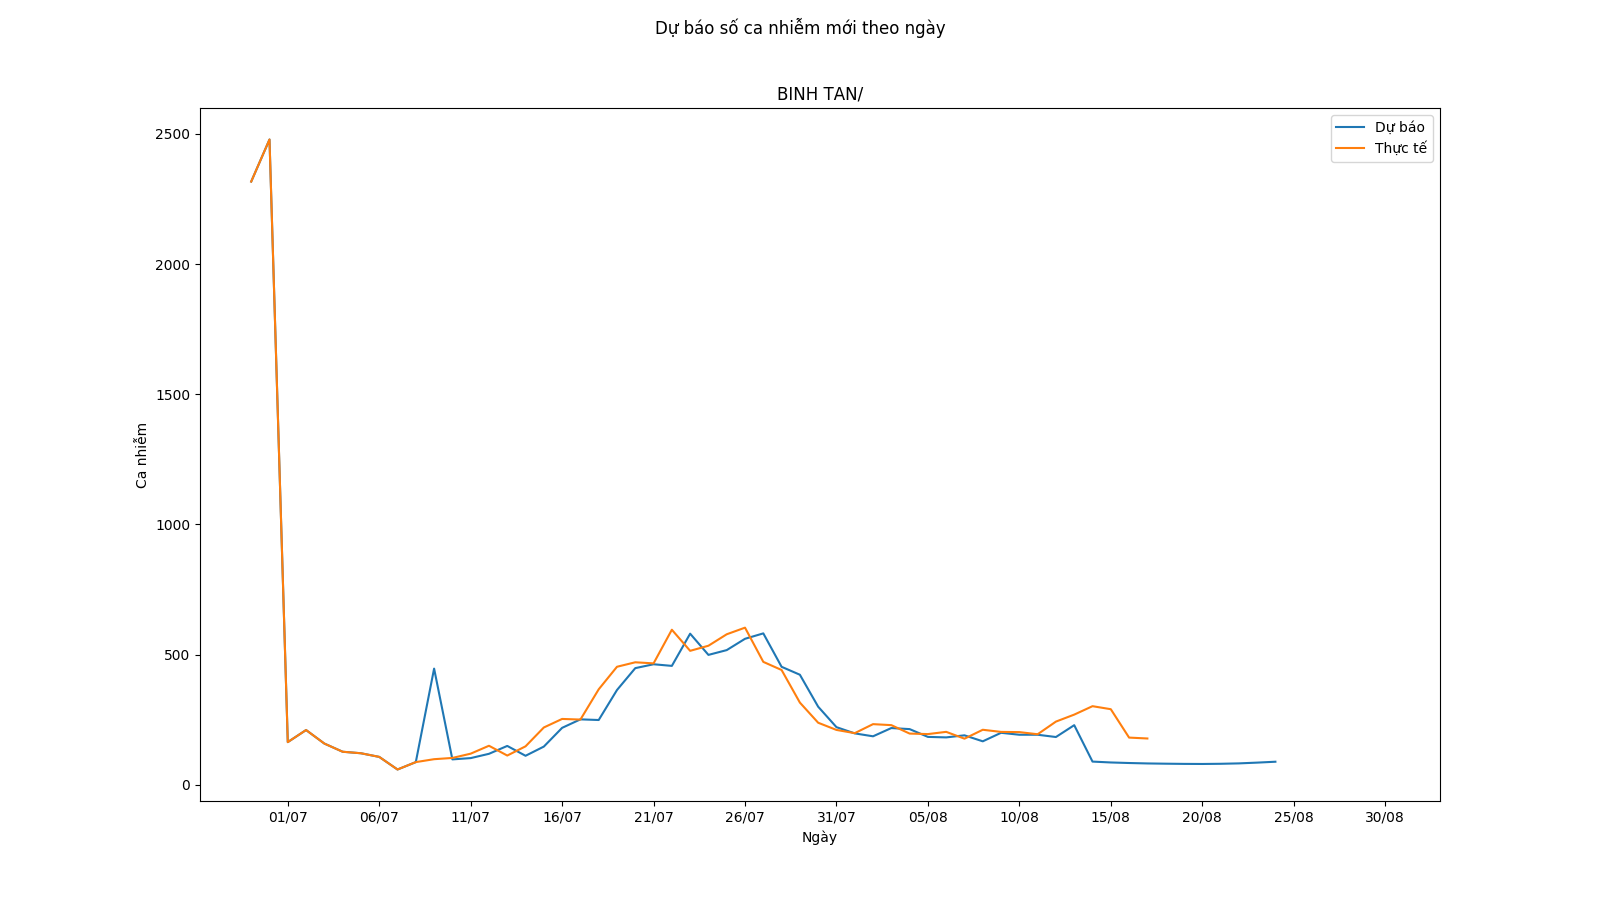 Dự báo số ca nhiễm mới theo ngày
BINH TAN/
Dự báo
Thực tế
2500
2000
1500
1000
500
0
Ca nhiễm
01/07 06/07 11/07 16/07 21/07 26/07 31/07 05/08 10/08 15/08 20/08 25/08 30/08
Ngày